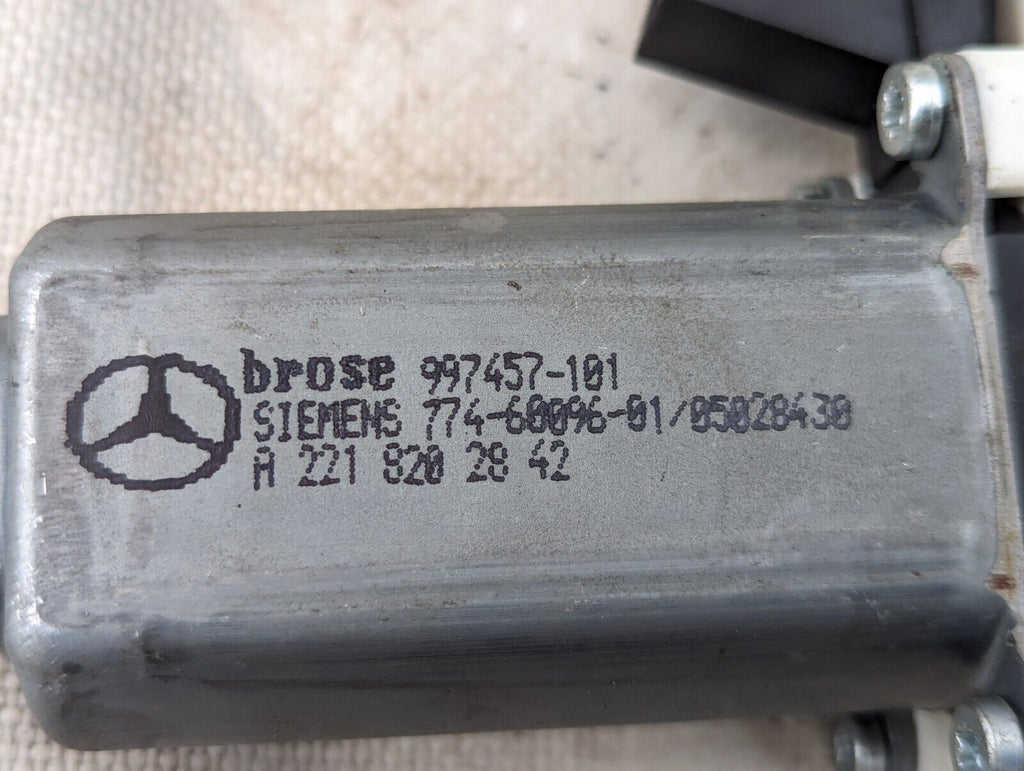 brose 997457-101
SIEMENS 774-60096-01/05028430
A 221 820 28 42